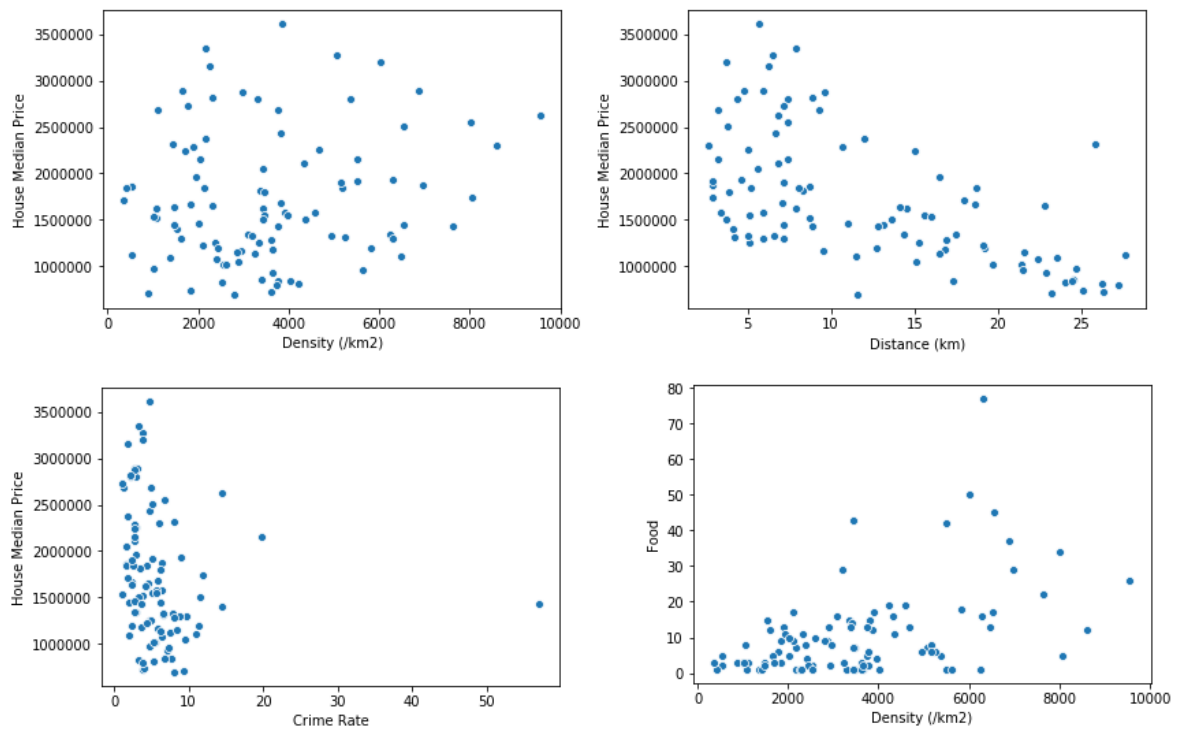 3500000
3000000
2500000
2000000
1500000
1000000
House Median Price
0 2000 4000 6000 8000 10000
Density (/km2)
3500000
3000000
2500000
2000000
1500000
1000000
House Median Price
5 10 15 20 25
Distance (km)
3500000
3000000
2500000
2000000
1500000
1000000
House Median Price
0 10 20 30 40 50
Crime Rate
80
70
60
50
40
30
20
10
0
Food
0 2000 4000 6000 8000 10000
Density (/km2)